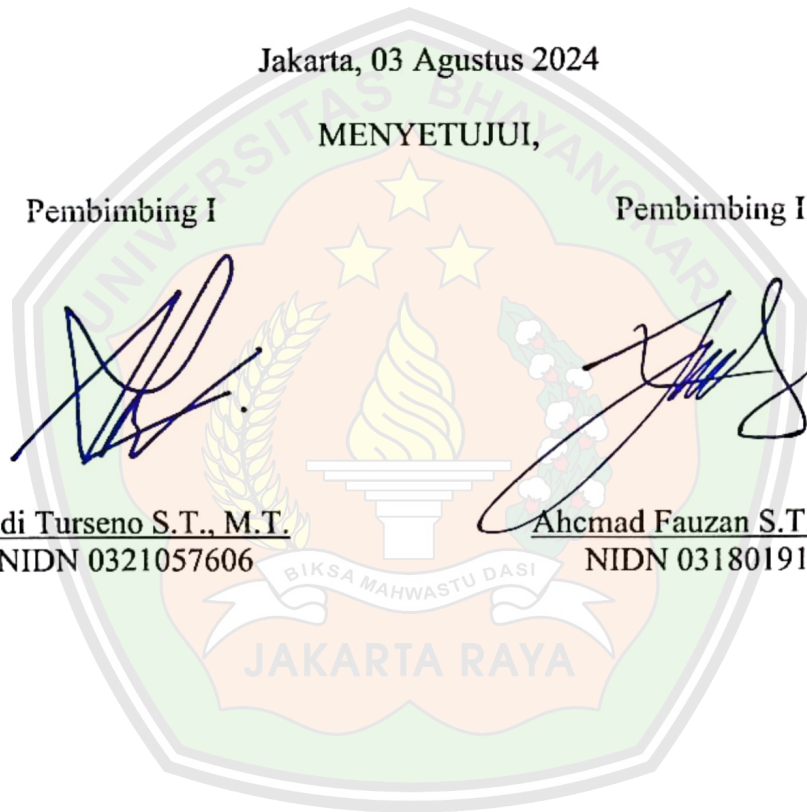 UNIVERSITAS BHAYANGKARA
Jakarta, 03 Agustus 2024
MENYETUJUI,
Pembimbing I
Pembimbing I
di Turseno S.T., M.T.
Ahcmad Fauzan S.T
NIDN 0321057606
NIDN 03180191
BIKSA MAHWASTU DASI
JAKARTA RAYA